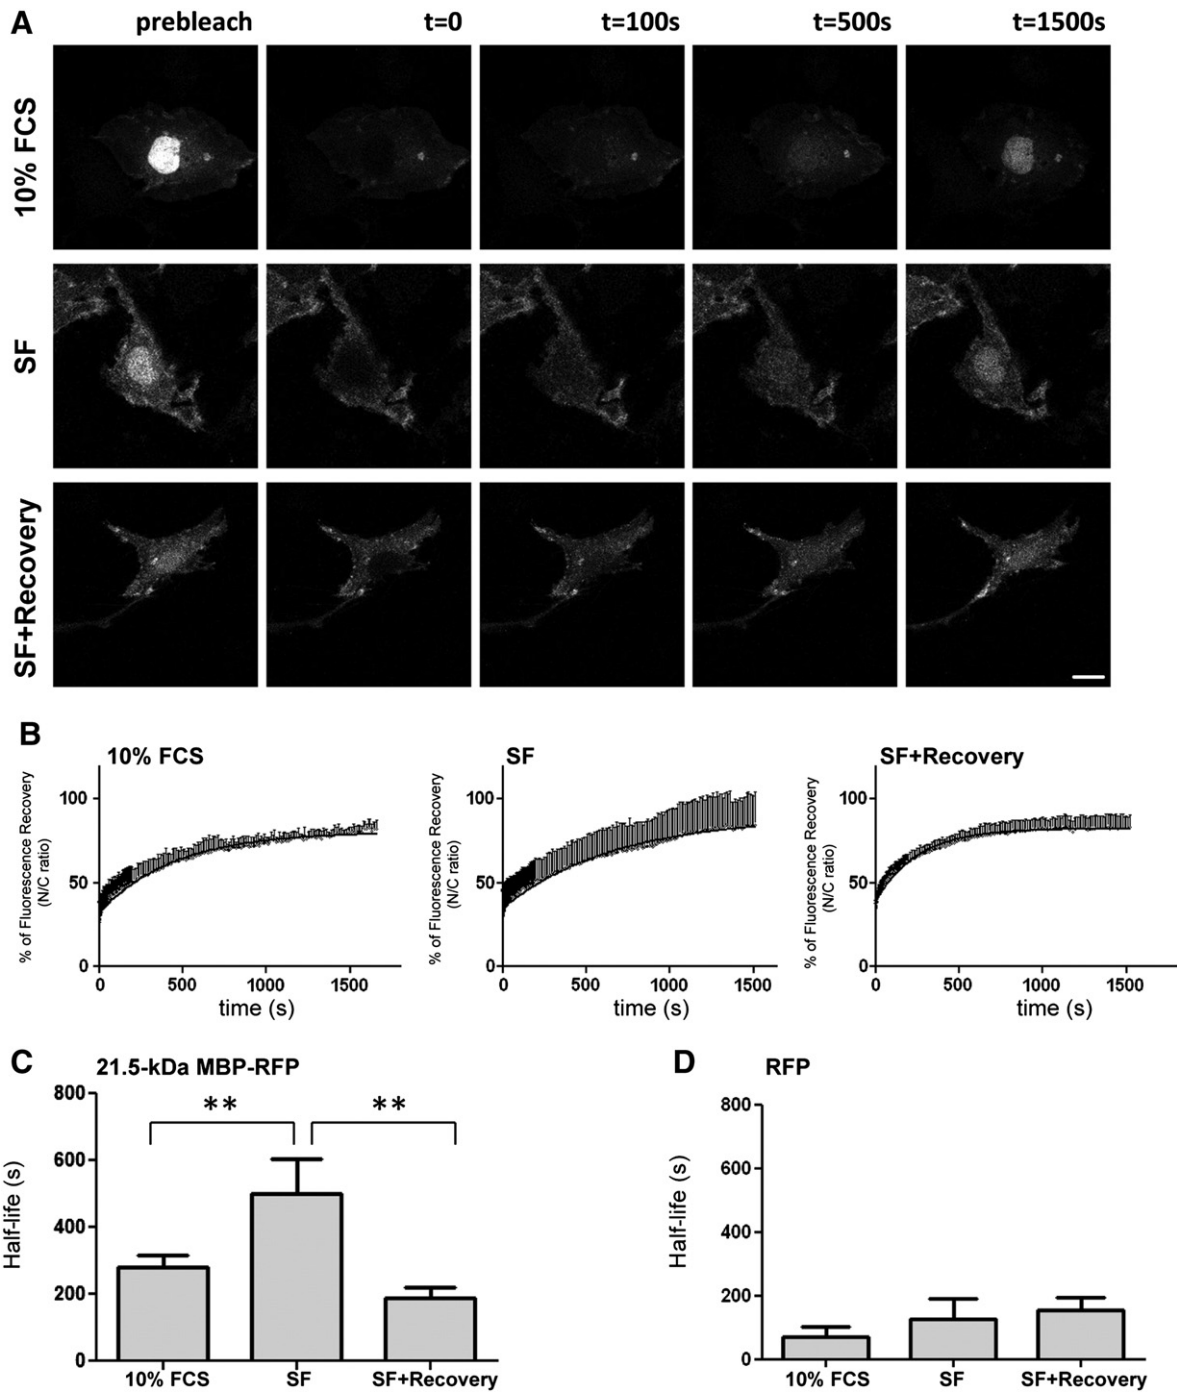 A
prebleach t=0 t=100s t=500s t=1500s
10% FCS
SF
SF+Recovery
B
10% FCS
% of Fluorescence Recovery
(N/C ratio)
100
50
0
0 500 1000 1500
time (s)
SF
% of Fluorescence Recovery
(N/C ratio)
100
50
0
0 500 1000 1500
time (s)
SF+Recovery
% of Fluorescence Recovery
(N/C ratio)
100
50
0
0 500 1000 1500
time (s)
C
21.5-kDa MBP-RFP
Half-life (s)
800
600
400
200
0
** **
10% FCS SF SF+Recovery
D
RFP
Half-life (s)
800
600
400
200
0
10% FCS SF SF+Recovery